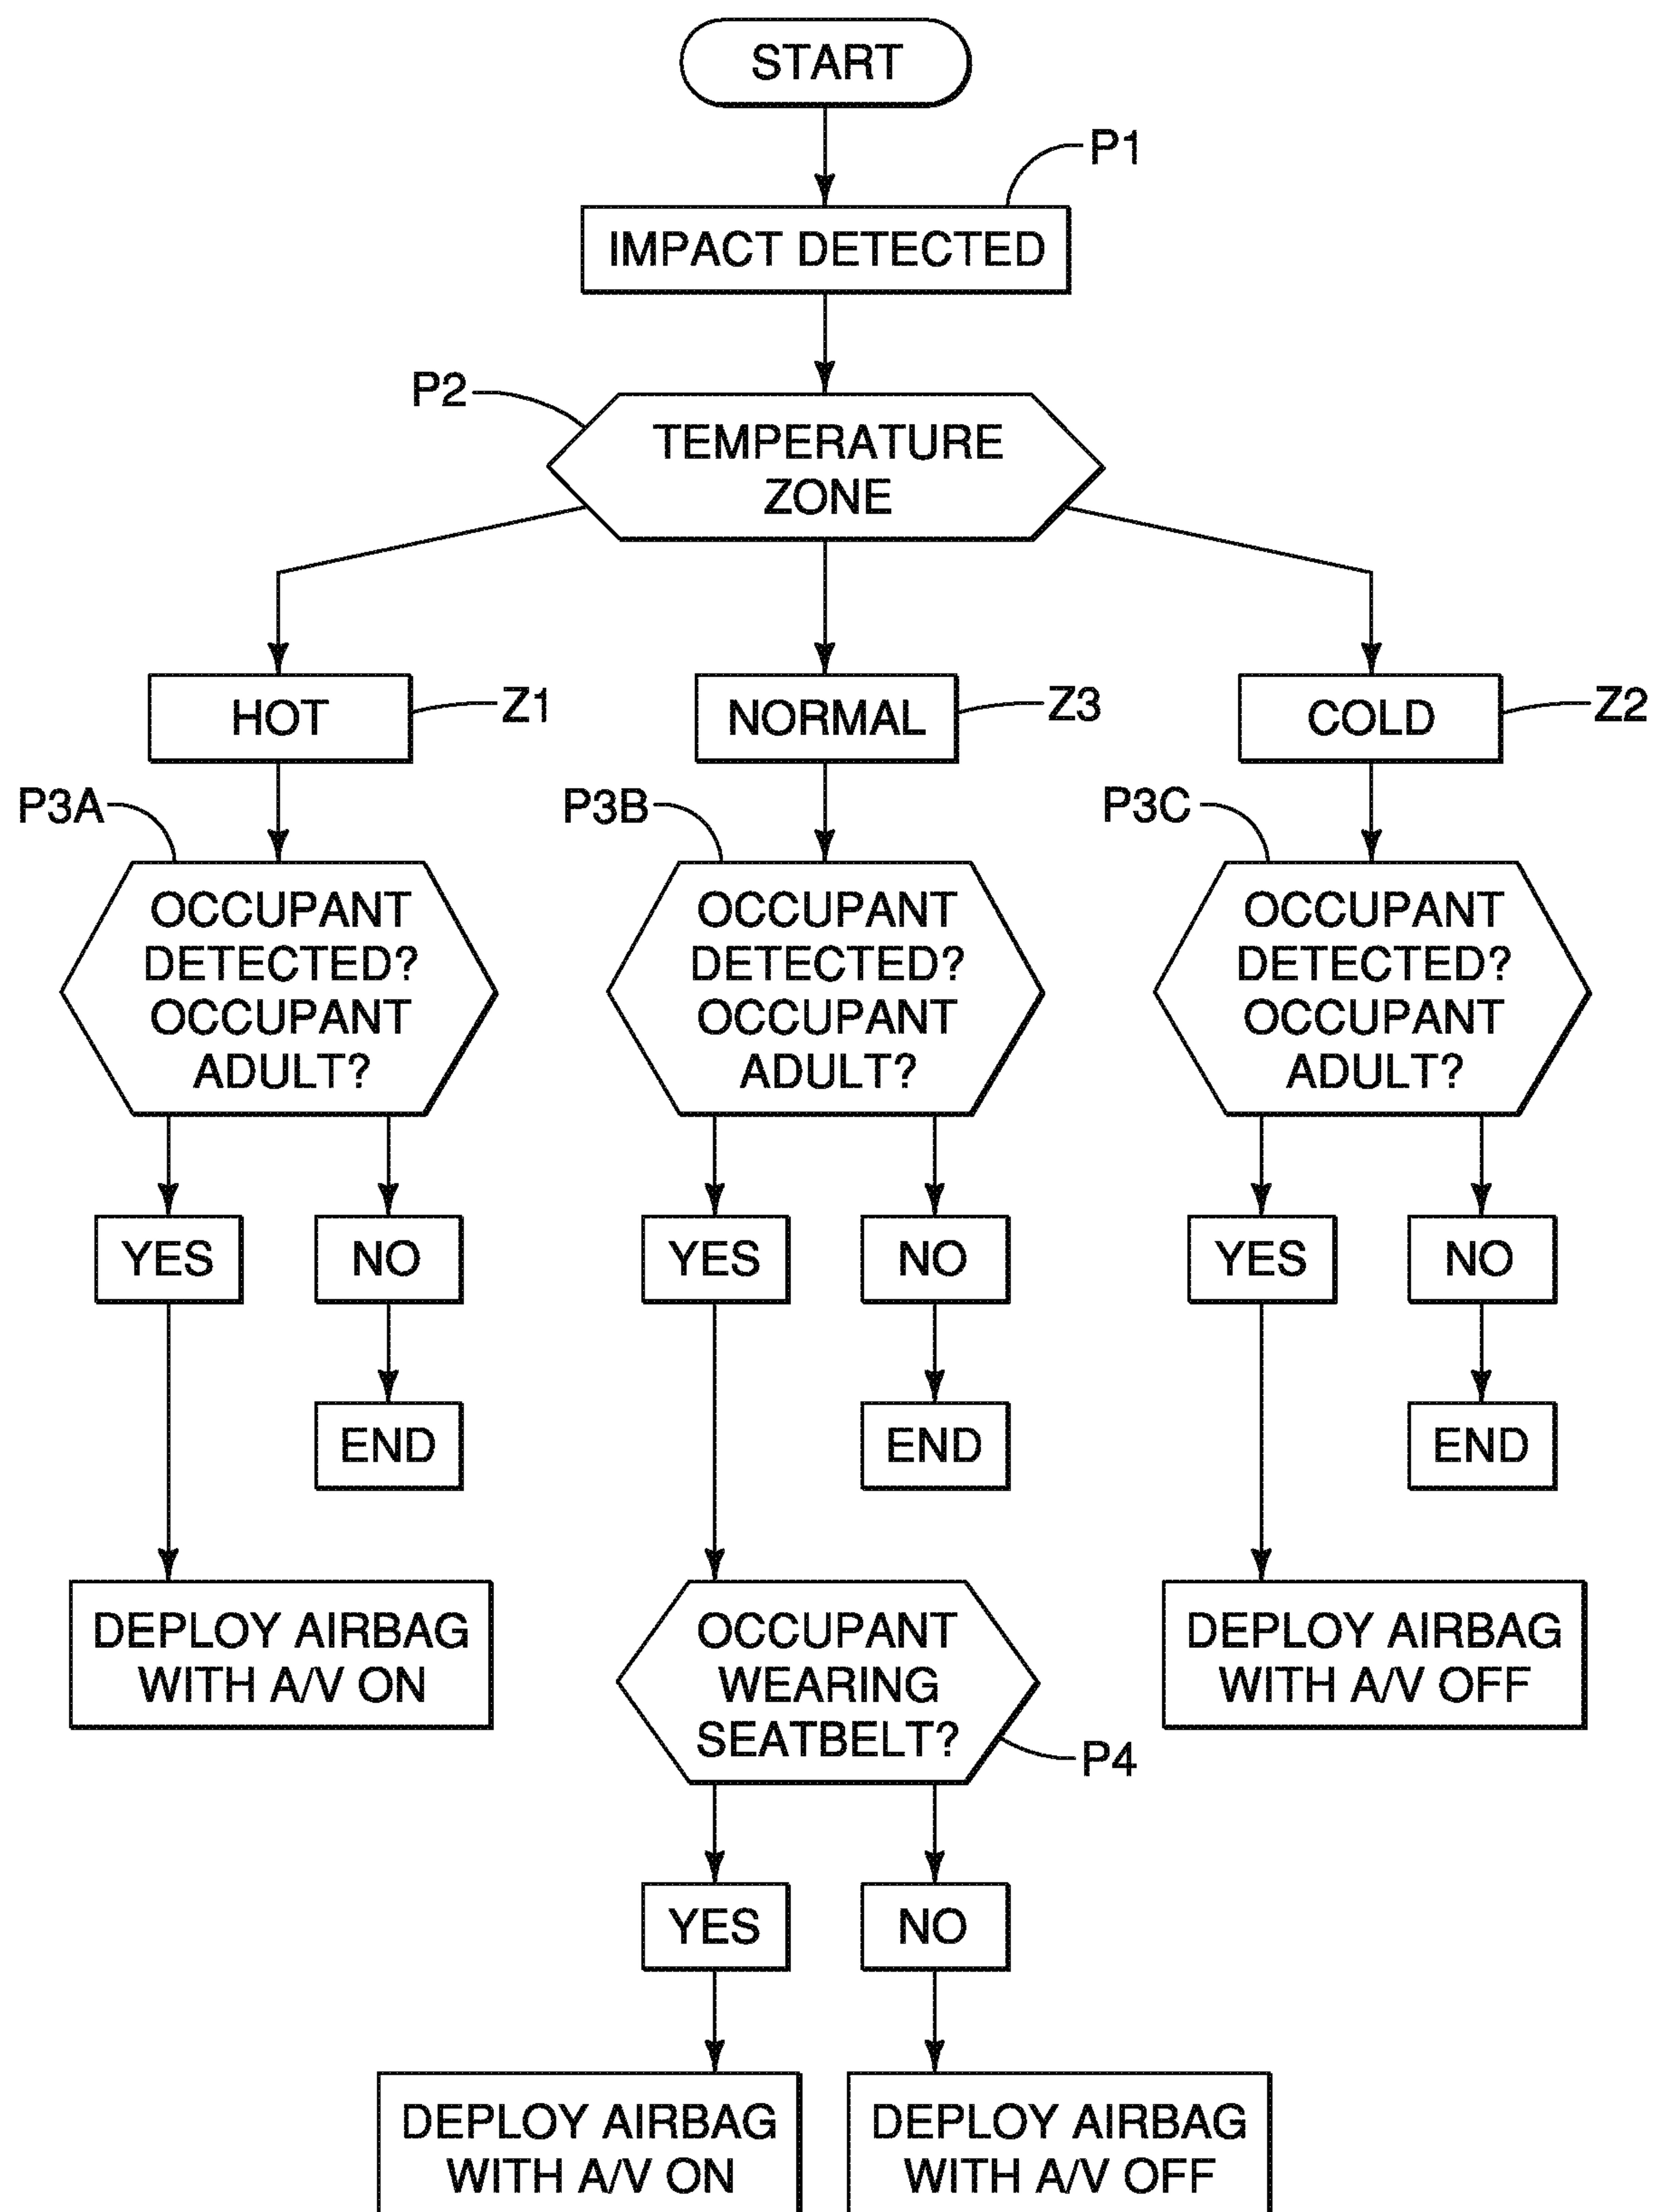 START
P1
IMPACT DETECTED
P2
TEMPERATURE
ZONE
HOT
Z1
NORMAL
Z3
COLD
Z2
P3A
P3B
P3C
OCCUPANT
DETECTED?
OCCUPANT
ADULT?
OCCUPANT
DETECTED?
OCCUPANT
ADULT?
OCCUPANT
DETECTED?
OCCUPANT
ADULT?
YES
NO
YES
NO
YES
NO
END
END
END
DEPLOY AIRBAG
WITH A/V ON
OCCUPANT
WEARING
SEATBELT?
P4
DEPLOY AIRBAG
WITH A/V OFF
YES
NO
DEPLOY AIRBAG
WITH A/V ON
DEPLOY AIRBAG
WITH A/V OFF